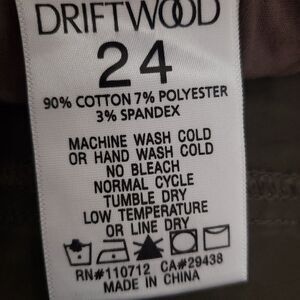 DRIFTWOOD
24
90% COTTON 7% POLYESTER
3% SPANDEX
MACHINE WASH COLD
OR HAND WASH COLD
NO BLEACH
NORMAL CYCLE
TUMBLE DRY
LOW TEMPERATURE
OR LINE DRY
RN#110712 CA#29438
MADE IN CHINA